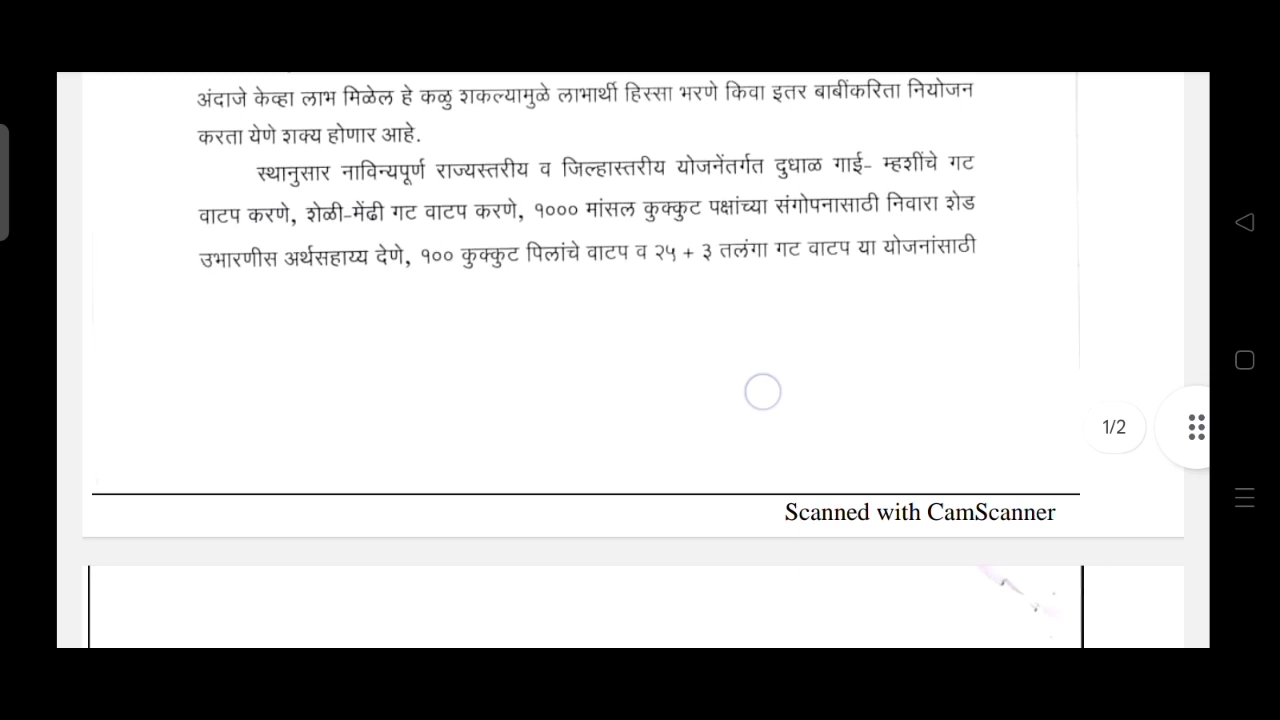 अंदाजे केव्हा लाभ मिळेल हे कळु शकल्यामुळे लाभार्थी हिस्सा भरणे किवा इतर बाबींकरिता नियोजन
करता येणे शक्य होणार आहे.
स्थानुसार नाविन्यपूर्ण राज्यस्तरीय व जिल्हास्तरीय योजनेंतर्गत दुधाळ गाई- म्हशींचे गट
वाटप करणे, शेळी-मेंढी गट वाटप करणे, १००० मांसल कुक्कुट पक्षांच्या संगोपनासाठी निवारा शेड
उभारणीस अर्थसहाय्य देणे, १०० कुक्कुट पिलांचे वाटप व २५ + ३ तलंगा गट वाटप या योजनांसाठी
1/2
Scanned with CamScanner